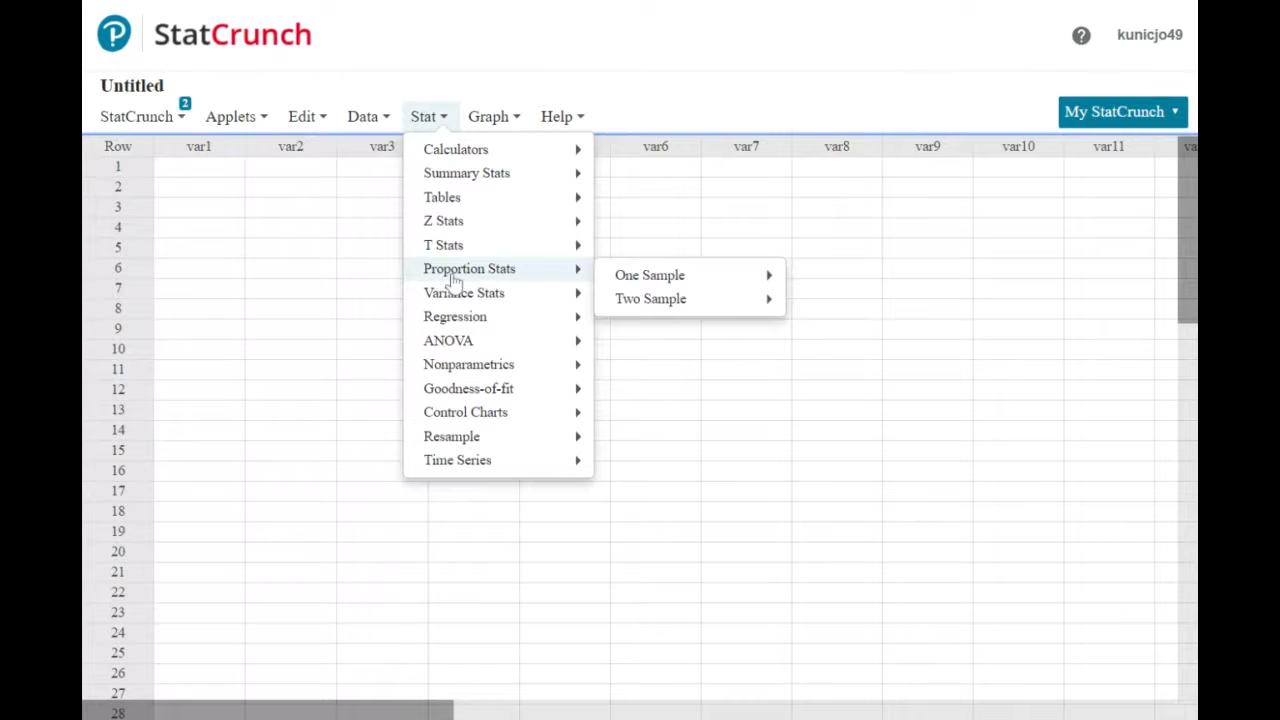 StatCrunch
kunicjo49
Untitled
2
StatCrunch Applets Edit Data Stat Graph Help
My StatCrunch
Row var1 var2 var3 var6 var7 var8 var9 var10 var11 va
Calculators
Summary Stats
Tables
Z Stats
T Stats
Proportion Stats
Variance Stats
Regression
ANOVA
Nonparametrics
Goodness-of-fit
Control Charts
Resample
Time Series
One Sample
Two Sample
1
2
3
4
5
6
7
8
9
10
11
12
13
14
15
16
17
18
19
20
21
22
23
24
25
26
27
28